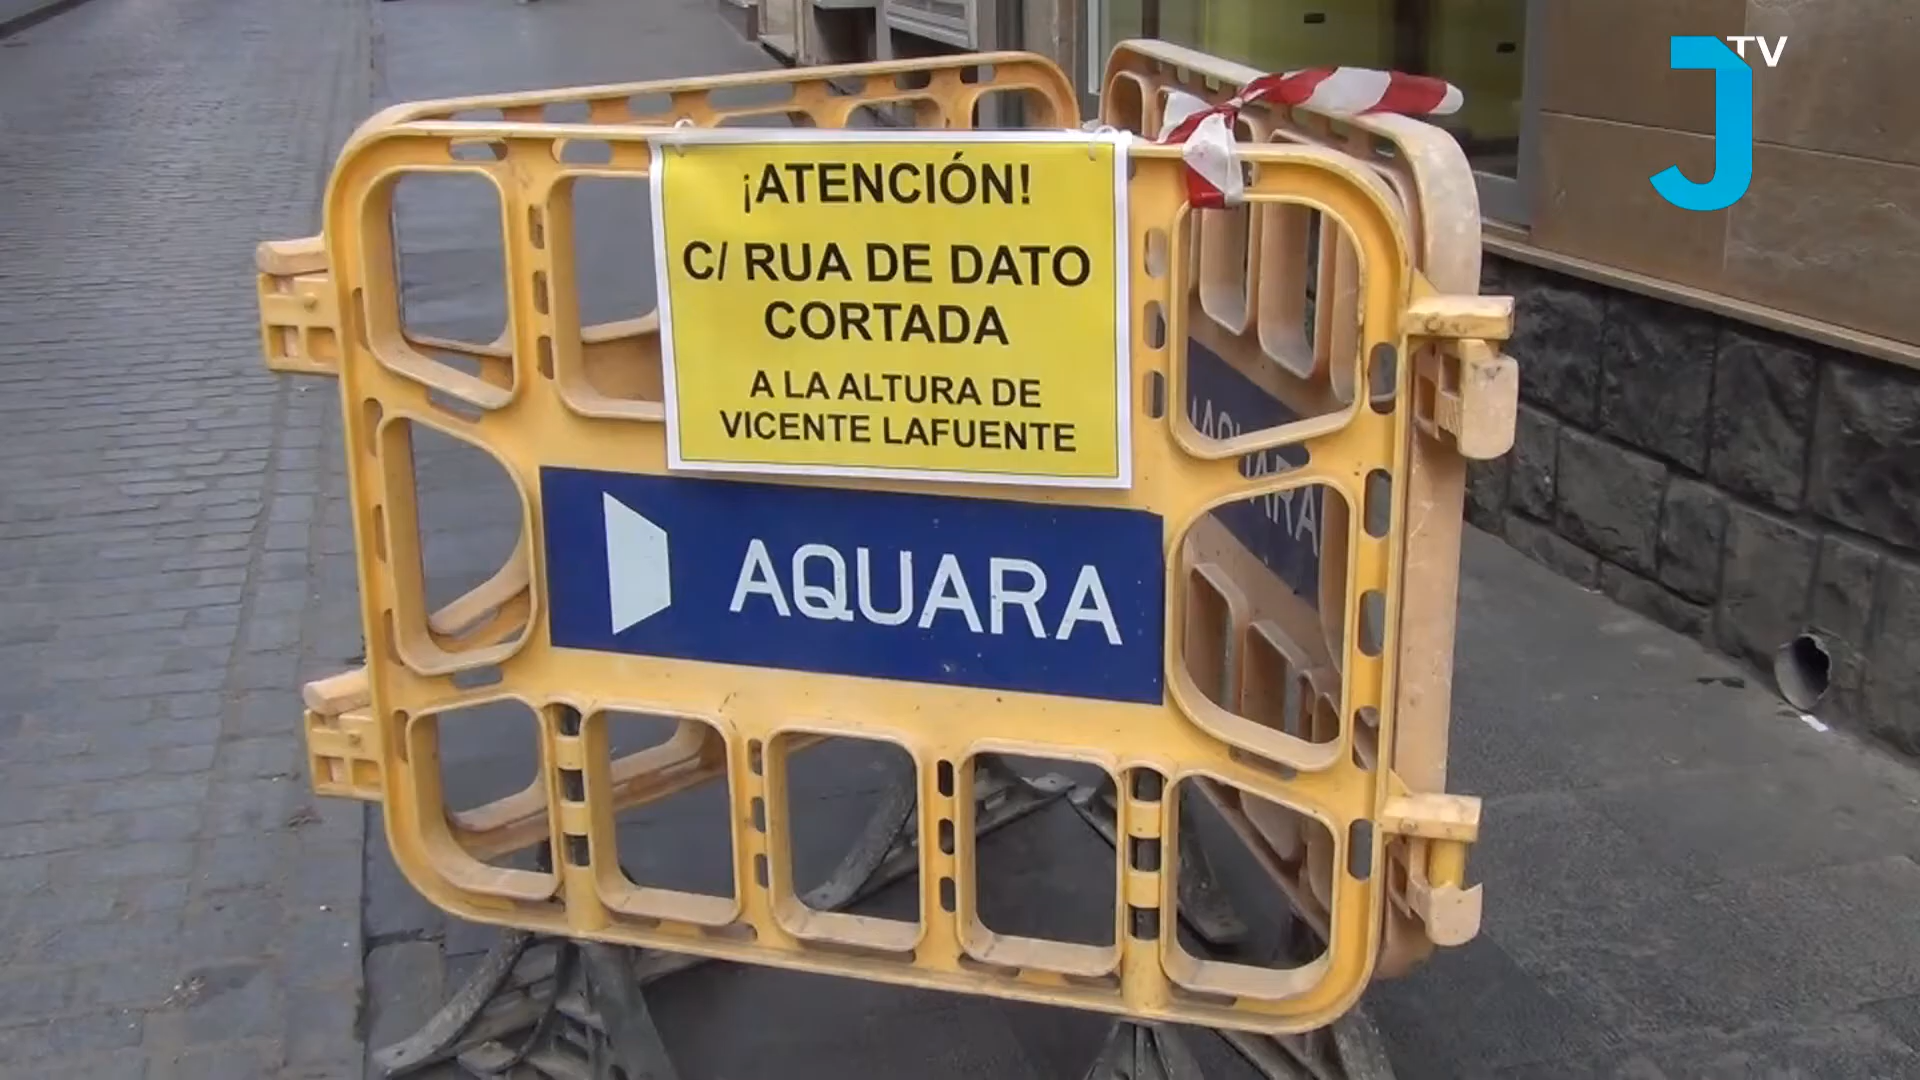 TV
J
¡ATENCIÓN!
C/ RUA DE DATO
CORTADA
A LA ALTURA DE
VICENTE LAFUENTE
AQUARA